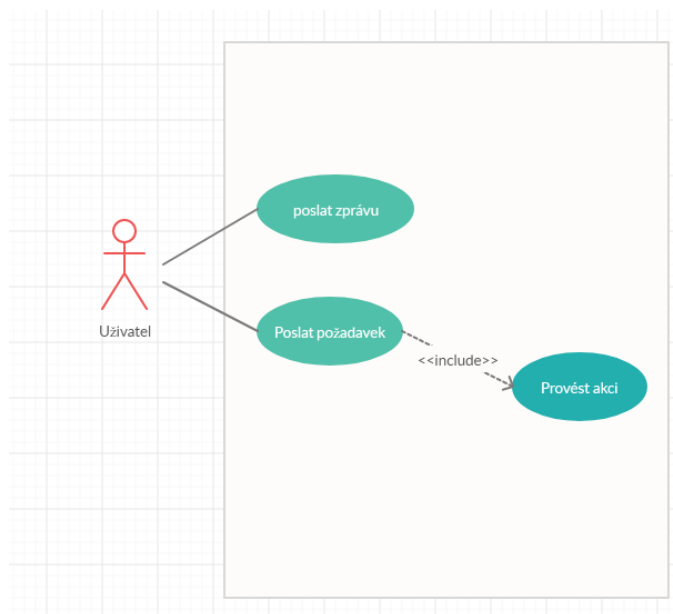 poslat zprávu
Uživatel
Poslat požadavek
<<include>>
Provést akci